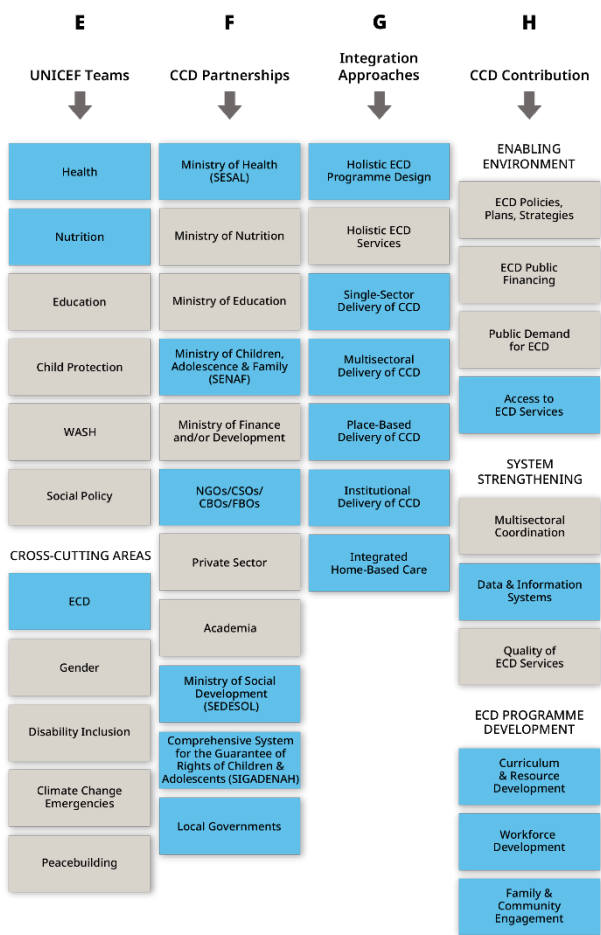 E
UNICEF Teams
Health
Nutrition
Education
Child Protection
WASH
Social Policy
CROSS-CUTTING AREAS
ECD
Gender
Disability Inclusion
Climate Change
Emergencies
Peacebuilding
F
CCD Partnerships
Ministry of Health
(SESAL)
Ministry of Nutrition
Ministry of Education
Ministry of Children,
Adolescence & Family
(SENAF)
Ministry of Finance
and/or Development
NGOs/CSOs/
CBOs/FBOs
Private Sector
Academia
Ministry of Social
Development
(SEDESOL)
Comprehensive System
for the Guarantee of
Rights of Children &
Adolescents (SIGADENAH)
Local Governments
G
Integration
Approaches
Holistic ECD
Programme Design
Holistic ECD
Services
Single-Sector
Delivery of CCD
Multisectoral
Delivery of CCD
Place-Based
Delivery of CCD
Institutional
Delivery of CCD
Integrated
Home-Based Care
H
CCD Contribution
ENABLING
ENVIRONMENT
ECD Policies,
Plans, Strategies
ECD Public
Financing
Public Demand
for ECD
Access to
ECD Services
SYSTEM
STRENGTHENING
Multisectoral
Coordination
Data & Information
Systems
Quality of
ECD Services
ECD PROGRAMME
DEVELOPMENT
Curriculum
& Resource
Development
Workforce
Development
Family &
Community
Engagement